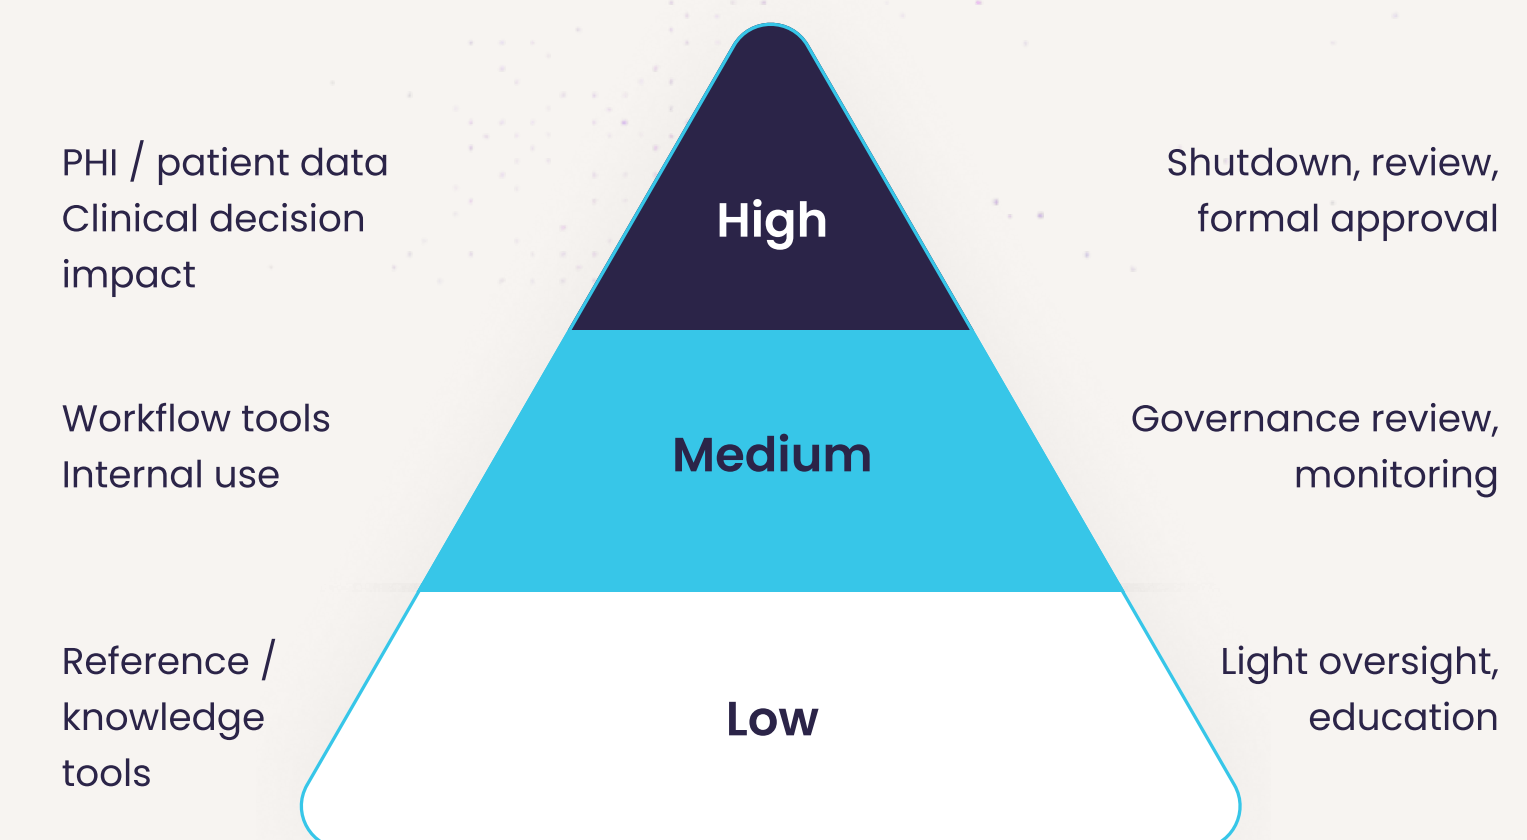 PHI / patient data
Clinical decision
impact
High
Shutdown, review,
formal approval
Workflow tools
Internal use
Medium
Governance review,
monitoring
Reference /
knowledge
tools
Low
Light oversight,
education